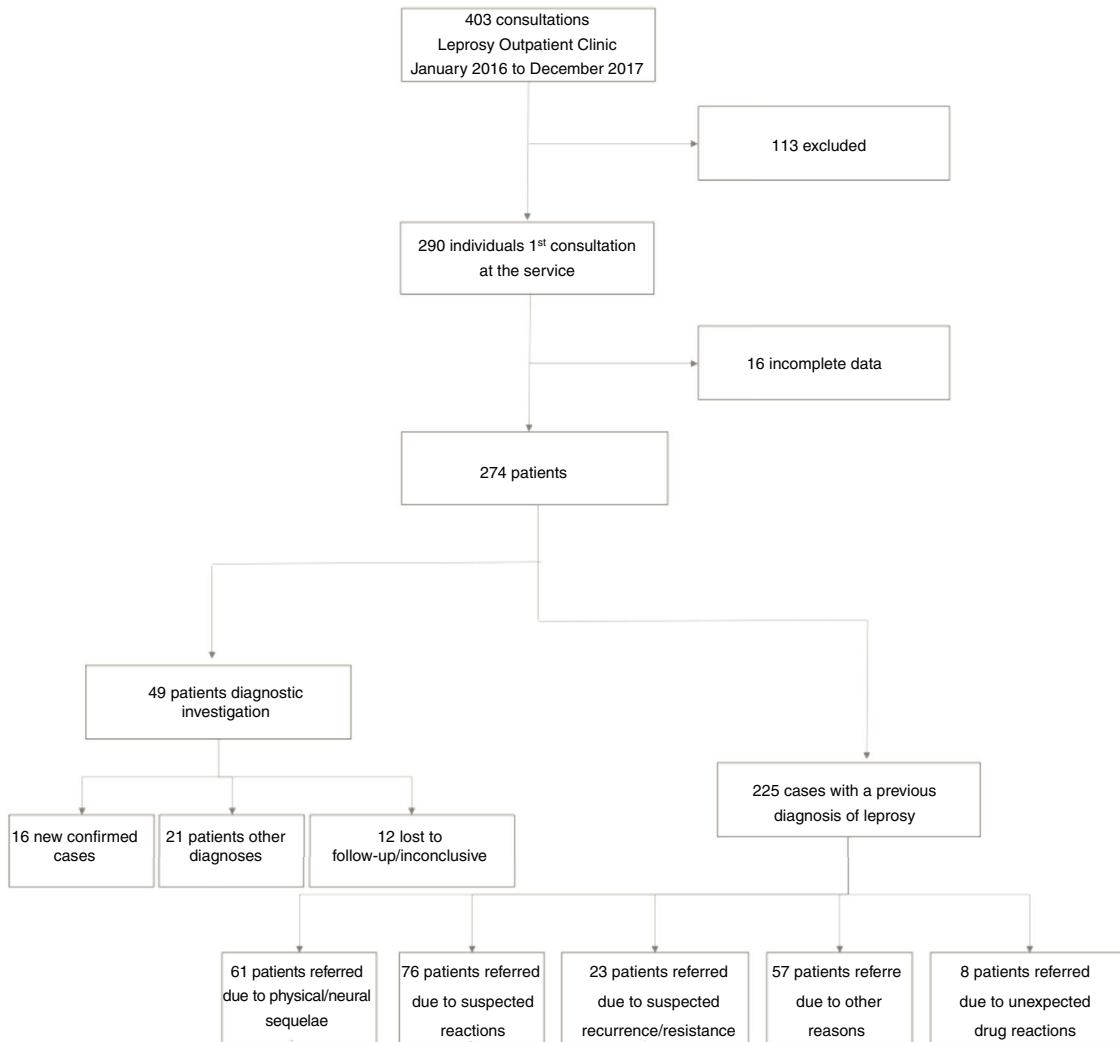 403 consultations
Leprosy Outpatient Clinic
January 2016 to December 2017
113 excluded
290 individuals 1st consultation
at the service
16 incomplete data
274 patients
49 patients diagnostic
investigation
225 cases with a previous
diagnosis of leprosy
16 new confirmed
cases
21 patients other
diagnoses
12 lost to
follow-up/inconclusive
61 patients referred
due to physical/neural
sequelae
76 patients referred
due to suspected
reactions
23 patients referred
due to suspected
recurrence/resistance
57 patients referre
due to other
reasons
8 patients referred
due to unexpected
drug reactions